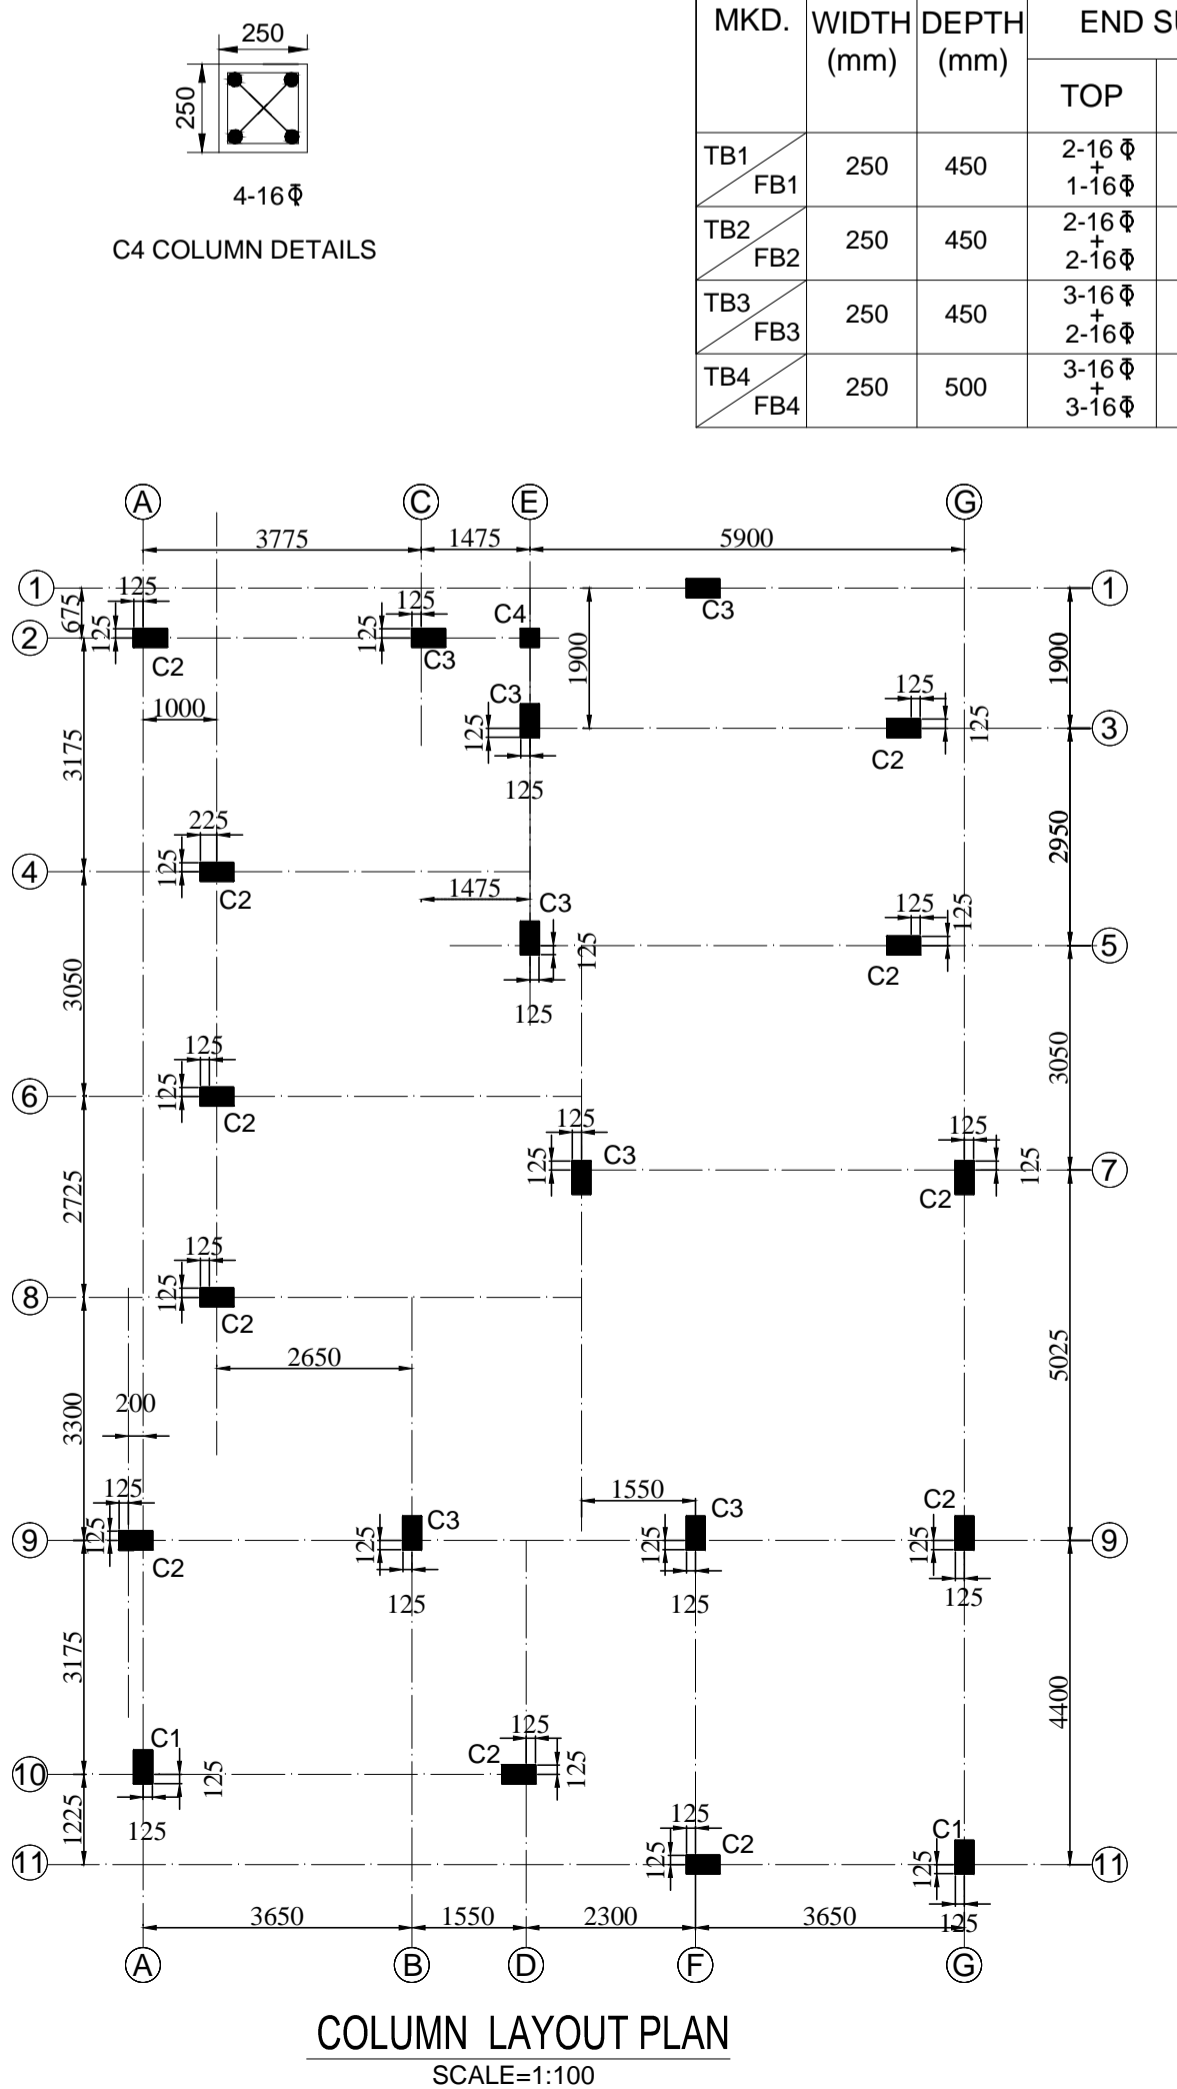 250
250
4-16Φ
C4 COLUMN DETAILS
MKD. WIDTH DEPTH END SU
(mm) (mm)
TOP
TB1 FB1 250 450 2-16Φ + 1-16Φ
TB2 FB2 250 450 2-16Φ + 2-16Φ
TB3 FB3 250 450 3-16Φ + 2-16Φ
TB4 FB4 250 500 3-16Φ + 3-16Φ
A C E G
3775 1475 5900
1 125 125 C3 1
675 125 125 C4
2 C2 C3 1900 1900
1000 C3 125
3175 125 125 C2 125 3
125
225 2950
4 125 C2 1475 C3
125 125
125 C2 5
125
3050 3050
125
6 125 C2
125 125
125 C3 125 7
C2
2725
125
8 125 C2
2650
200 5025
3300
1550
125 C3 C3 C2
9 125 C2 125 125 125 9
125 125 125
3175 4400
C1 125
10 125 C2 125
125
1225 125 C1
11 125 C2 125 11
125
3650 1550 2300 3650
A B D F G
COLUMN LAYOUT PLAN
SCALE=1:100